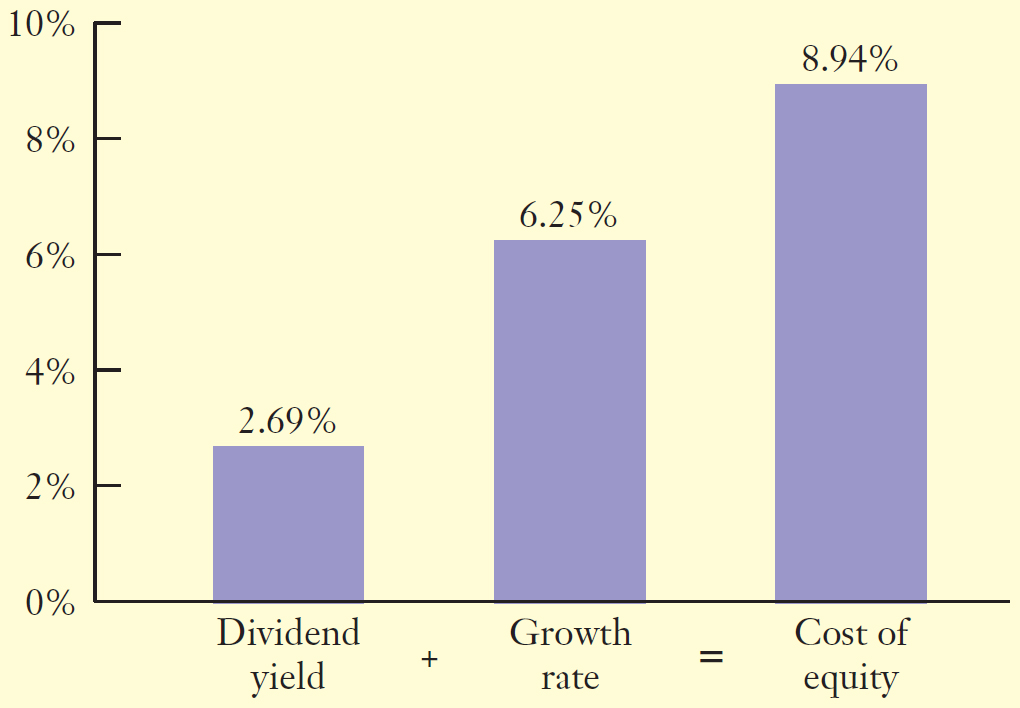 10%
8%
6%
4%
2%
0%
2.69%
6.25%
8.94%
Dividend
yield
+
Growth
rate
=
Cost of
equity